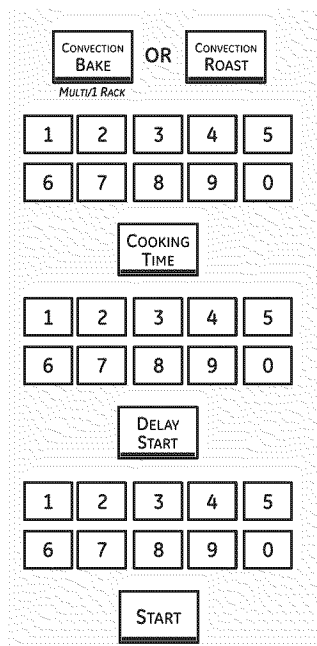 CONVECTION
BAKE
OR
CONVECTION
ROAST
MULTI/1 RACK
1 2 3 4 5
6 7 8 9 0
COOKING
TIME
1 2 3 4 5
6 7 8 9 0
DELAY
START
1 2 3 4 5
6 7 8 9 0
START